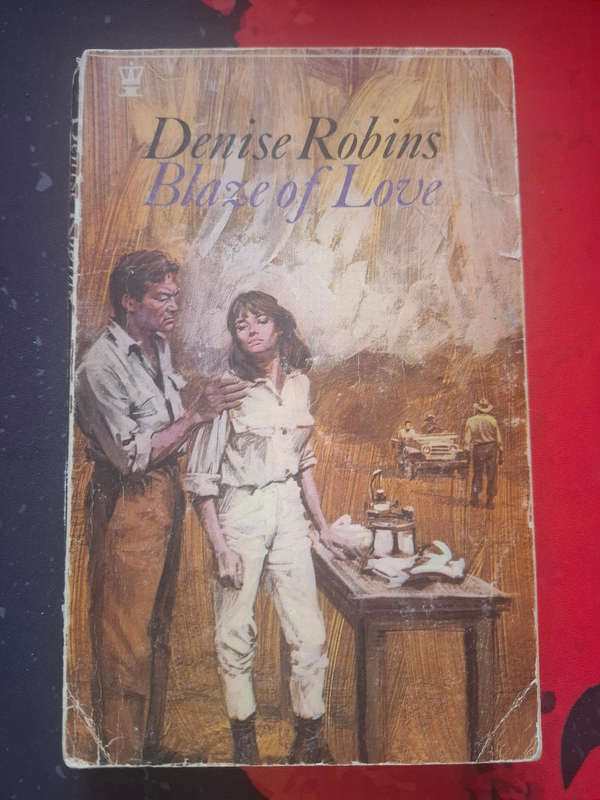 Denise Robins
Blaze of Love